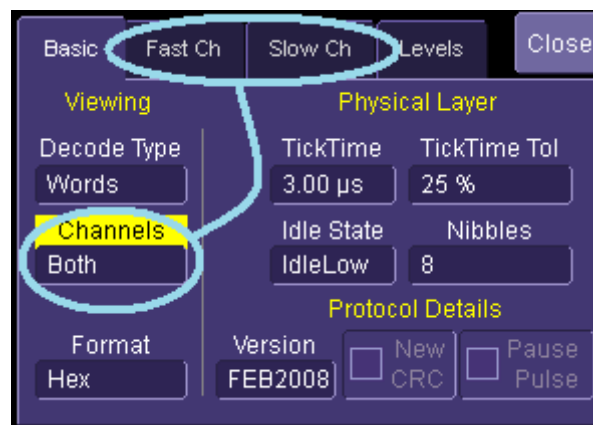 Basic Fast Ch Slow Ch Levels Close
Viewing Physical Layer
Decode Type TickTime TickTime Tol
Words 3.00 µs 25 %
Channels Idle State Nibbles
Both IdleLow 8
Protocol Details
Format Version New CRC Pause Pulse
Hex FEB2008